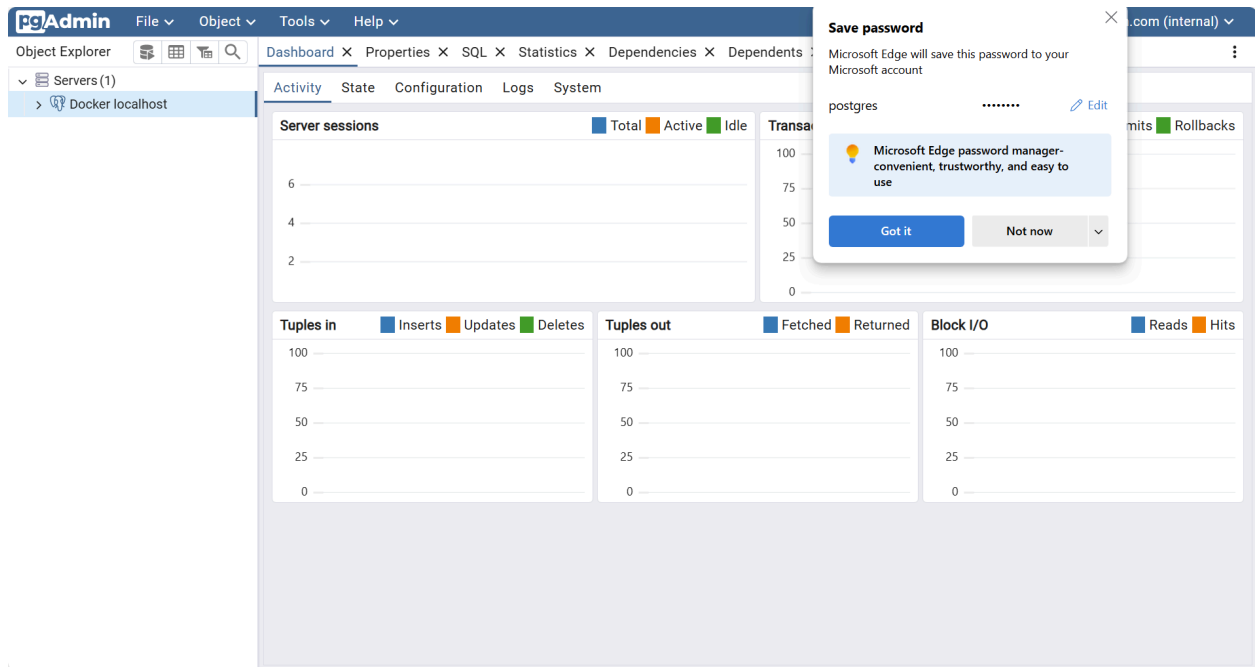 pgAdmin File Object Tools Help .com (internal)
Object Explorer
Dashboard Properties SQL Statistics Dependencies Dependents
Servers (1)
Docker localhost
Activity State Configuration Logs System
Server sessions Total Active Idle
6
4
2
Rollbacks
100
75
50
25
0
Save password
Microsoft Edge will save this password to your
Microsoft account
postgres •••••••• Edit
Microsoft Edge password manager-
convenient, trustworthy, and easy to
use
Got it Not now
Tuples in Inserts Updates Deletes
100
75
50
25
0
Tuples out Fetched Returned
100
75
50
25
0
Block I/O Reads Hits
100
75
50
25
0